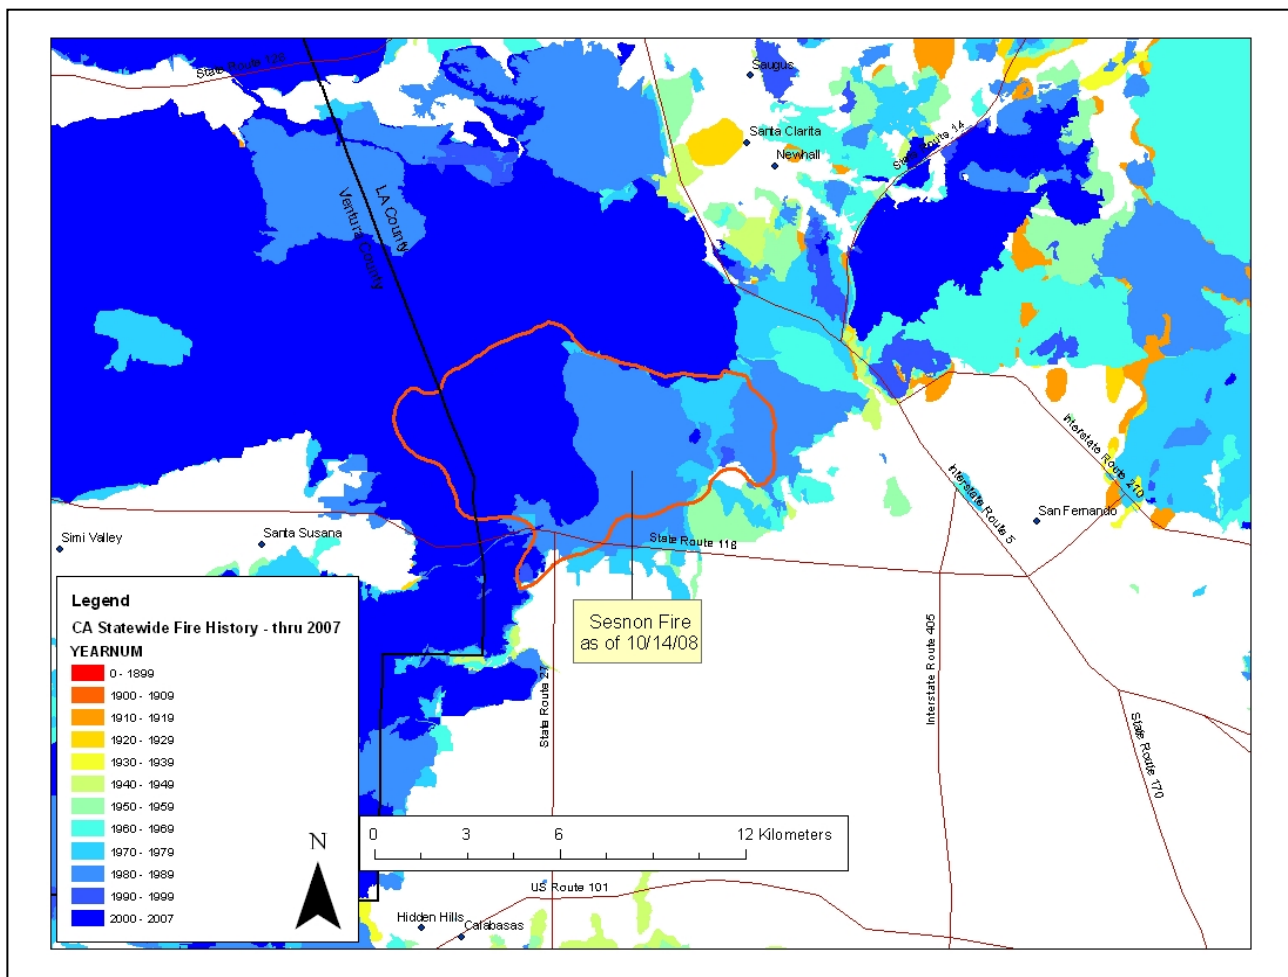 State Route 126
Saugus
Santa Clarita
Newhall
State Route 14
LA County
Ventura County
Interstate Route 210
Interstate Route 5
San Fernando
Simi Valley
Santa Susana
State Route 118
Sesnon Fire
as of 10/14/08
State Route 27
Interstate Route 405
State Route 170
Legend
CA Statewide Fire History - thru 2007
YEARNUM
0 - 1899
1900 - 1909
1910 - 1919
1920 - 1929
1930 - 1939
1940 - 1949
1950 - 1959
1960 - 1969
1970 - 1979
1980 - 1989
1990 - 1999
2000 - 2007
N
0 3 6 12 Kilometers
US Route 101
Hidden Hills
Calabasas